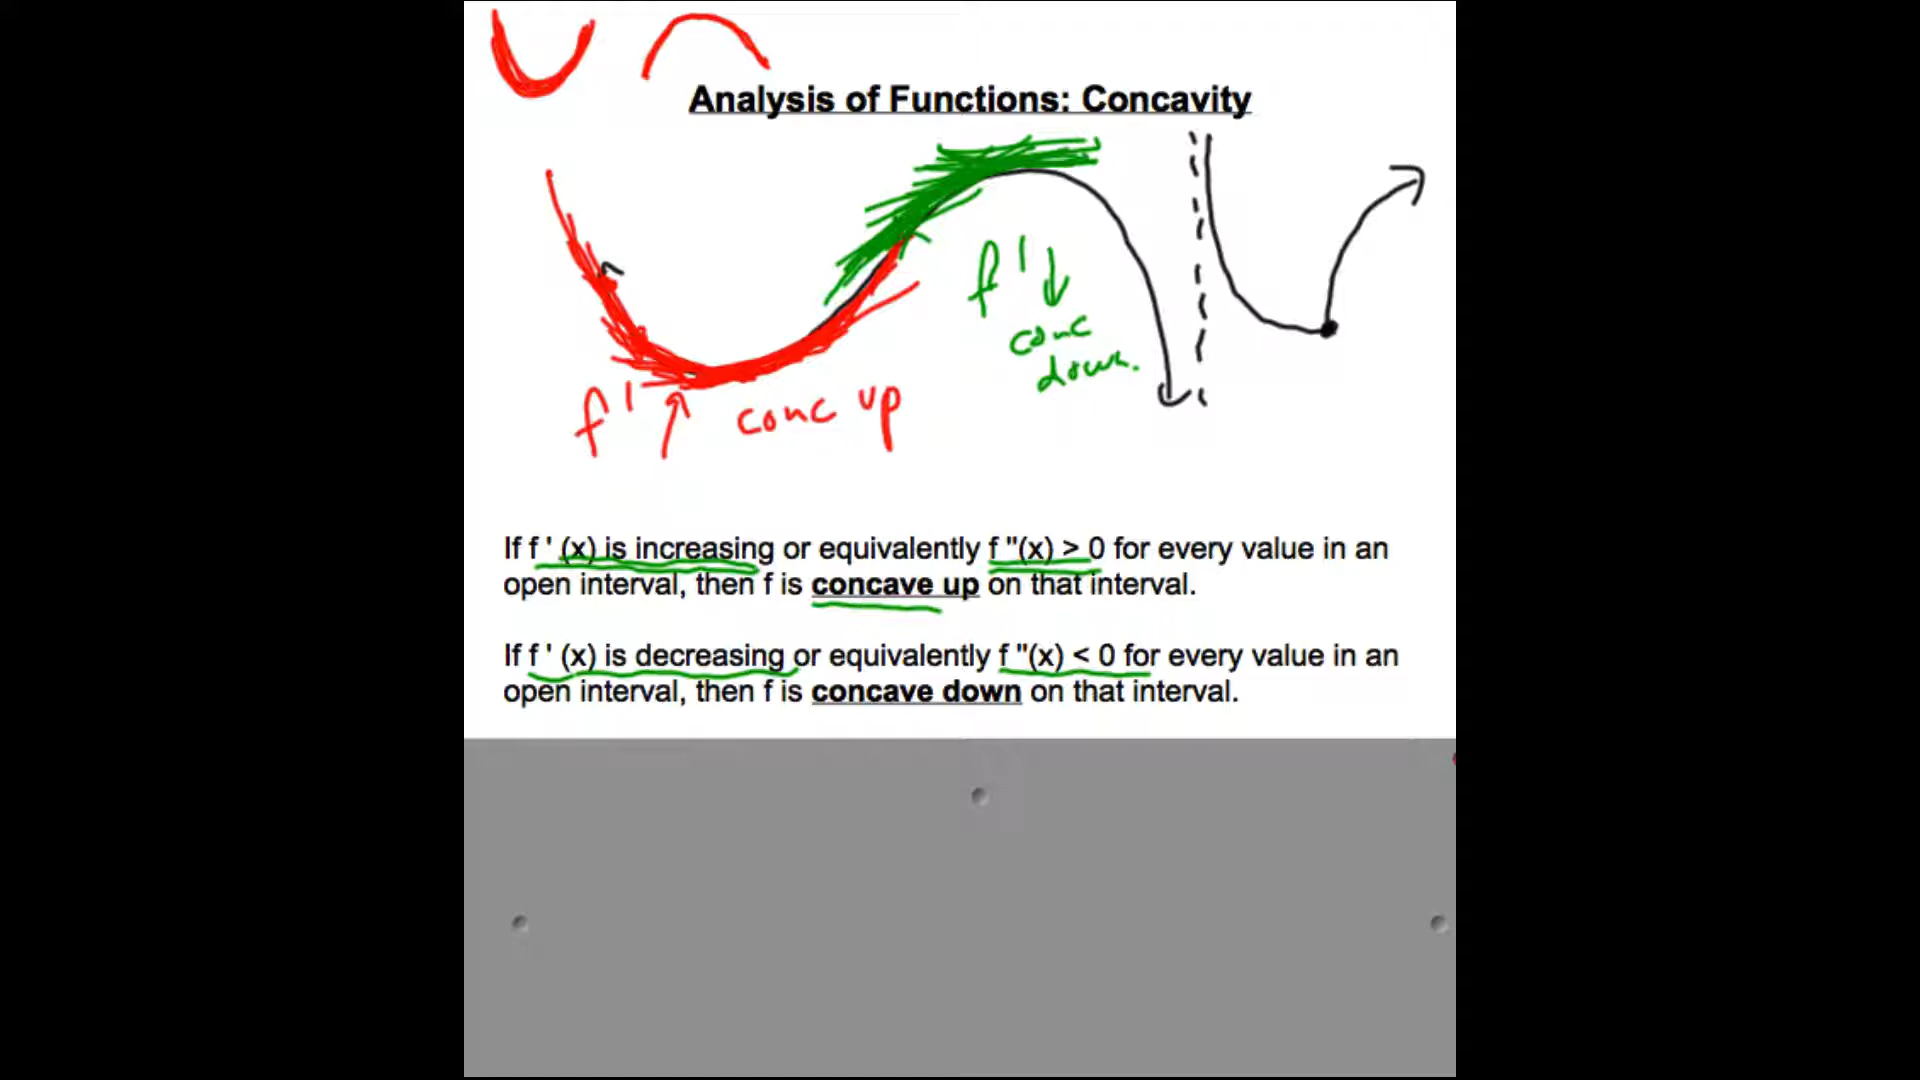 Analysis of Functions: Concavity
f ' ↓
conc
down.
f ' ↑ conc up
If f ' (x) is increasing or equivalently f "(x) > 0 for every value in an
open interval, then f is concave up on that interval.
If f ' (x) is decreasing or equivalently f "(x) < 0 for every value in an
open interval, then f is concave down on that interval.